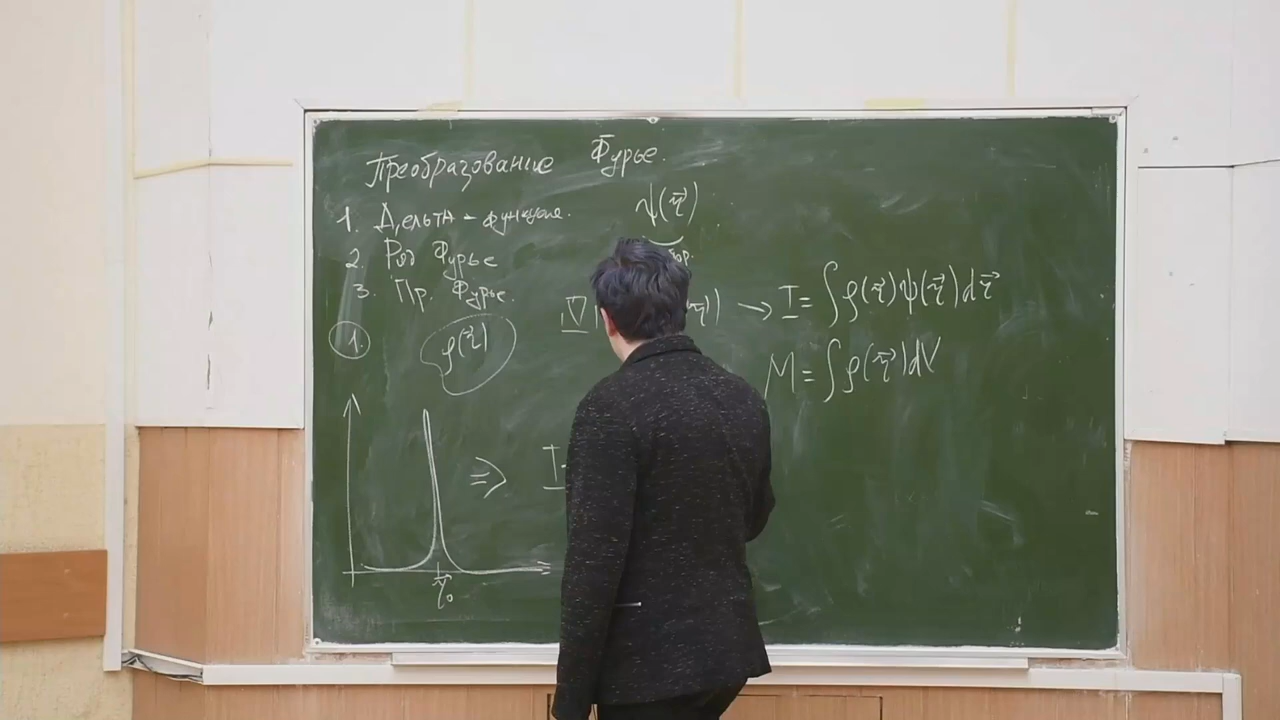 Преобразование Фурье.
1. Дельта - функция.
2. Ряд Фурье
3. Пр. Фурье.
ψ(r⃗)
① ρ(r⃗)
→ I = ∫ρ(r⃗)ψ(r⃗)dr⃗
M = ∫ρ(r⃗)dV
⇒ I
r⃗₀